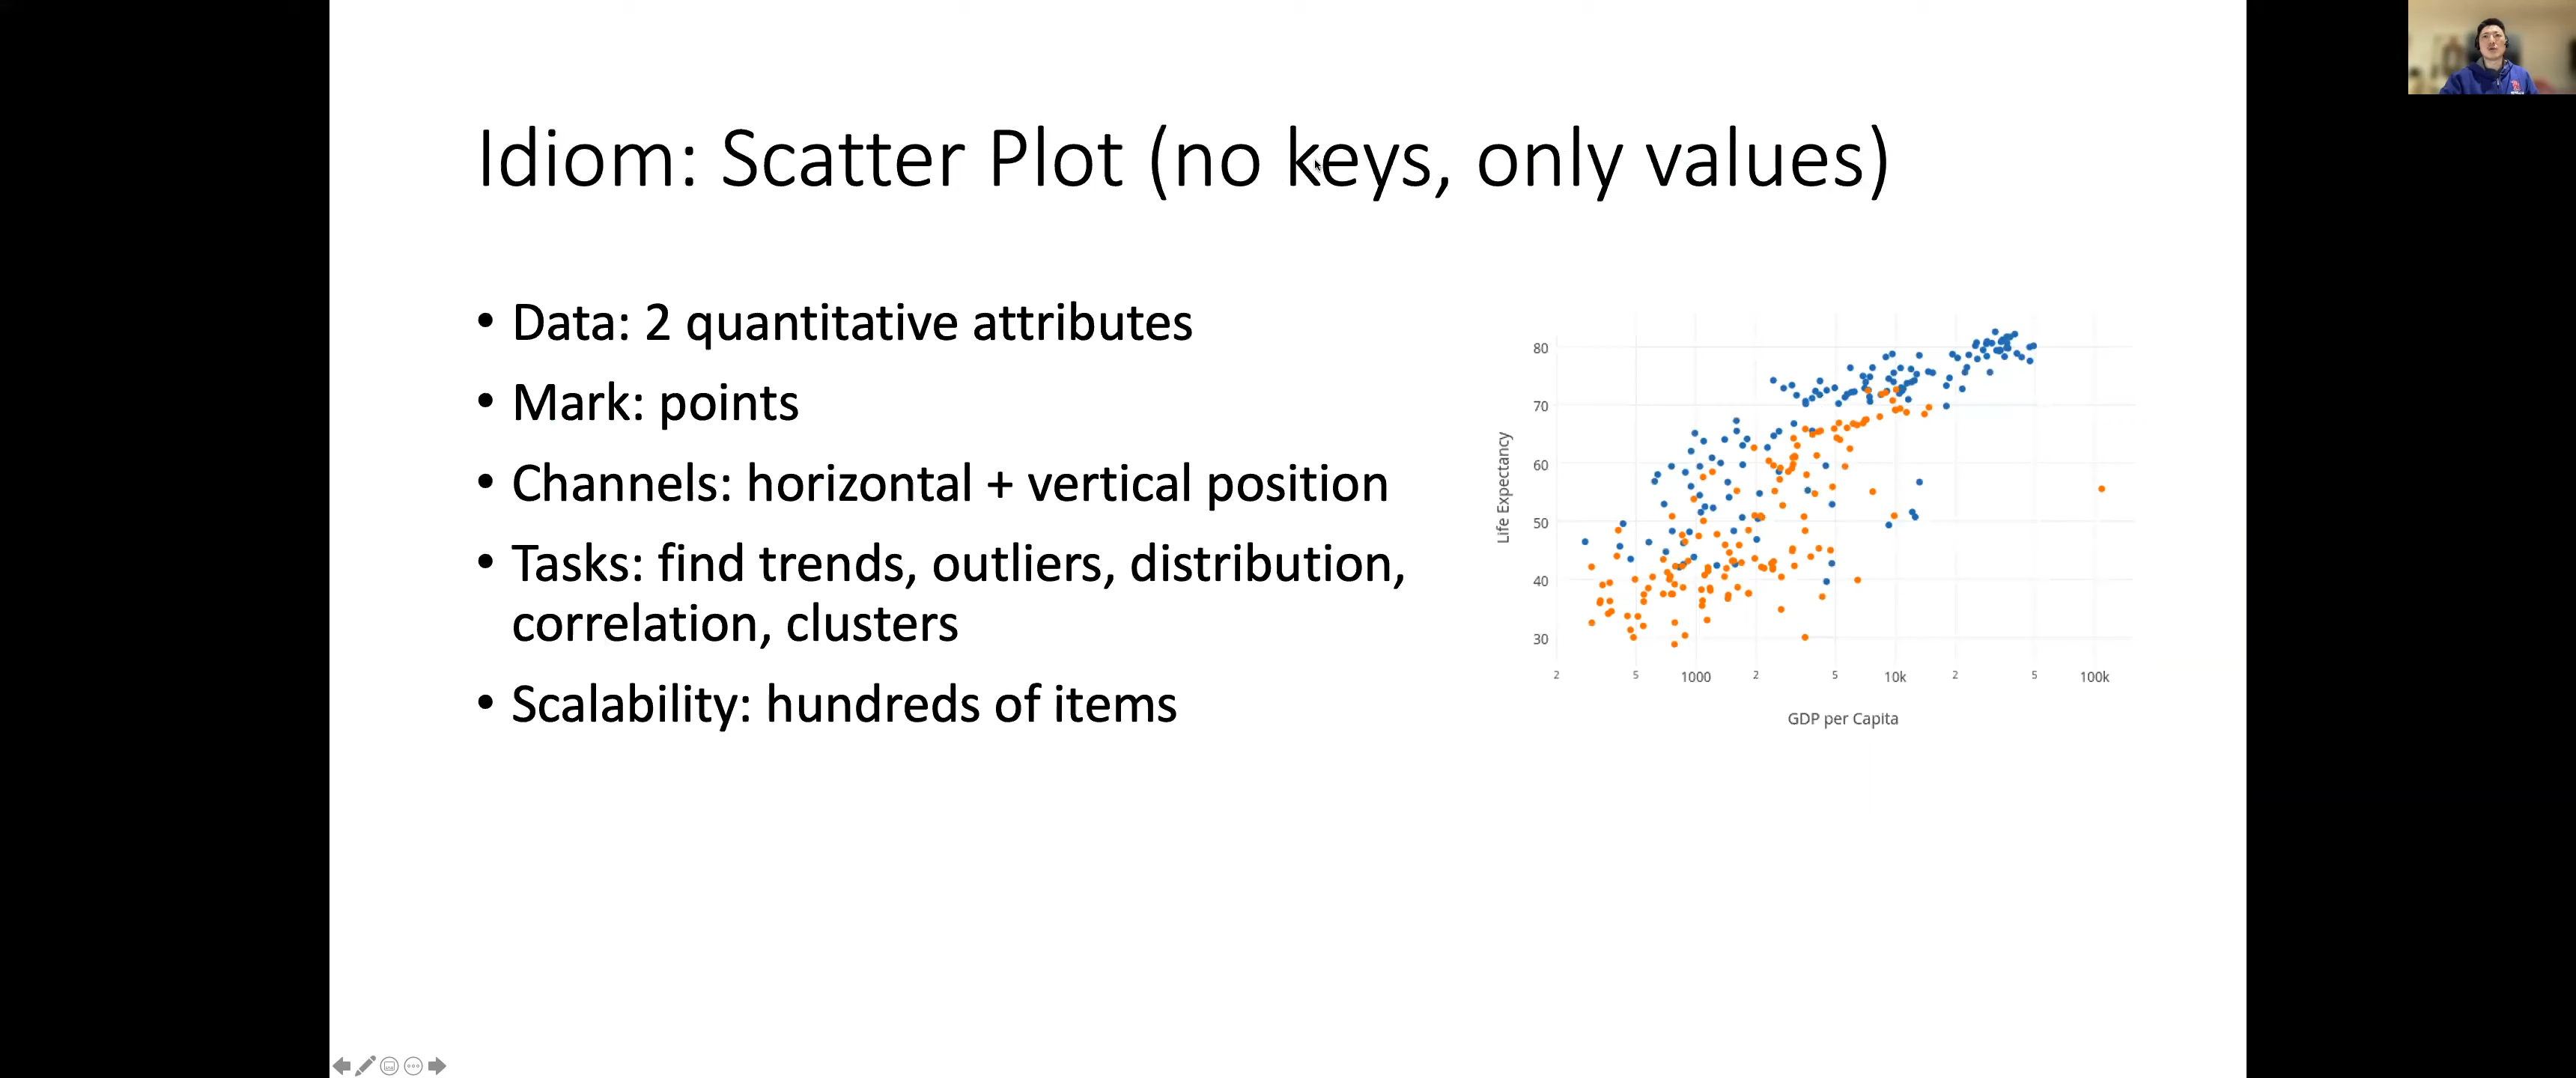 Idiom: Scatter Plot (no keys, only values)
• Data: 2 quantitative attributes
• Mark: points
• Channels: horizontal + vertical position
• Tasks: find trends, outliers, distribution,
correlation, clusters
• Scalability: hundreds of items
80
70
60
50
40
30
Life Expectancy
2 5 1000 2 5 10k 2 5 100k
GDP per Capita